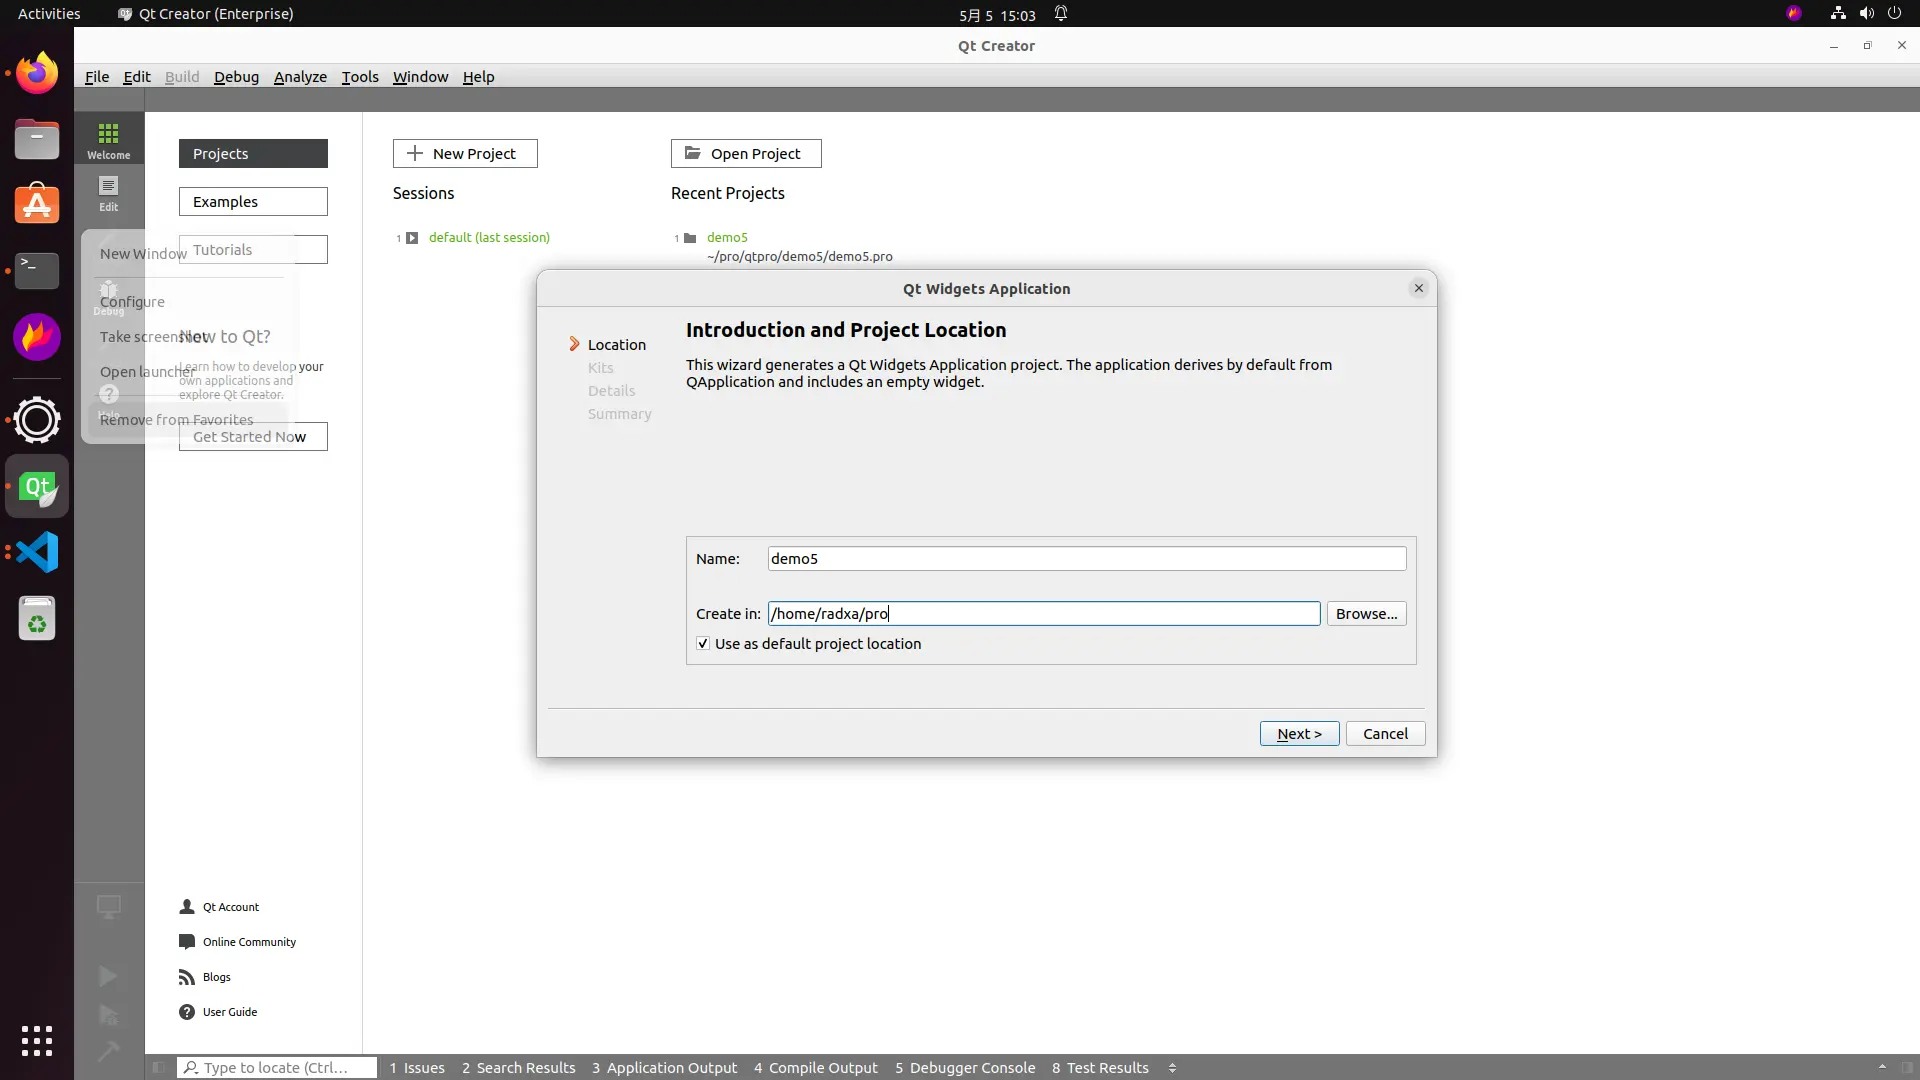 Activities
Qt Creator (Enterprise)
5月 5 15:03
Qt Creator
File Edit Build Debug Analyze Tools Window Help
Welcome
Edit
Debug
Projects
Examples
Tutorials
New Window
Configure
Take screenshot
Open launcher
Remove from Favorites
New to Qt?
Learn how to develop your
own applications and
explore Qt Creator.
Get Started Now
New Project
Open Project
Sessions
Recent Projects
1 default (last session)
1 demo5
~/pro/qtpro/demo5/demo5.pro
Qt Widgets Application
Location
Kits
Details
Summary
Introduction and Project Location
This wizard generates a Qt Widgets Application project. The application derives by default from
QApplication and includes an empty widget.
Name: demo5
Create in: /home/radxa/pro
Browse...
Use as default project location
Next >
Cancel
Qt Account
Online Community
Blogs
User Guide
Type to locate (Ctrl...
1 Issues 2 Search Results 3 Application Output 4 Compile Output 5 Debugger Console 8 Test Results
Qt